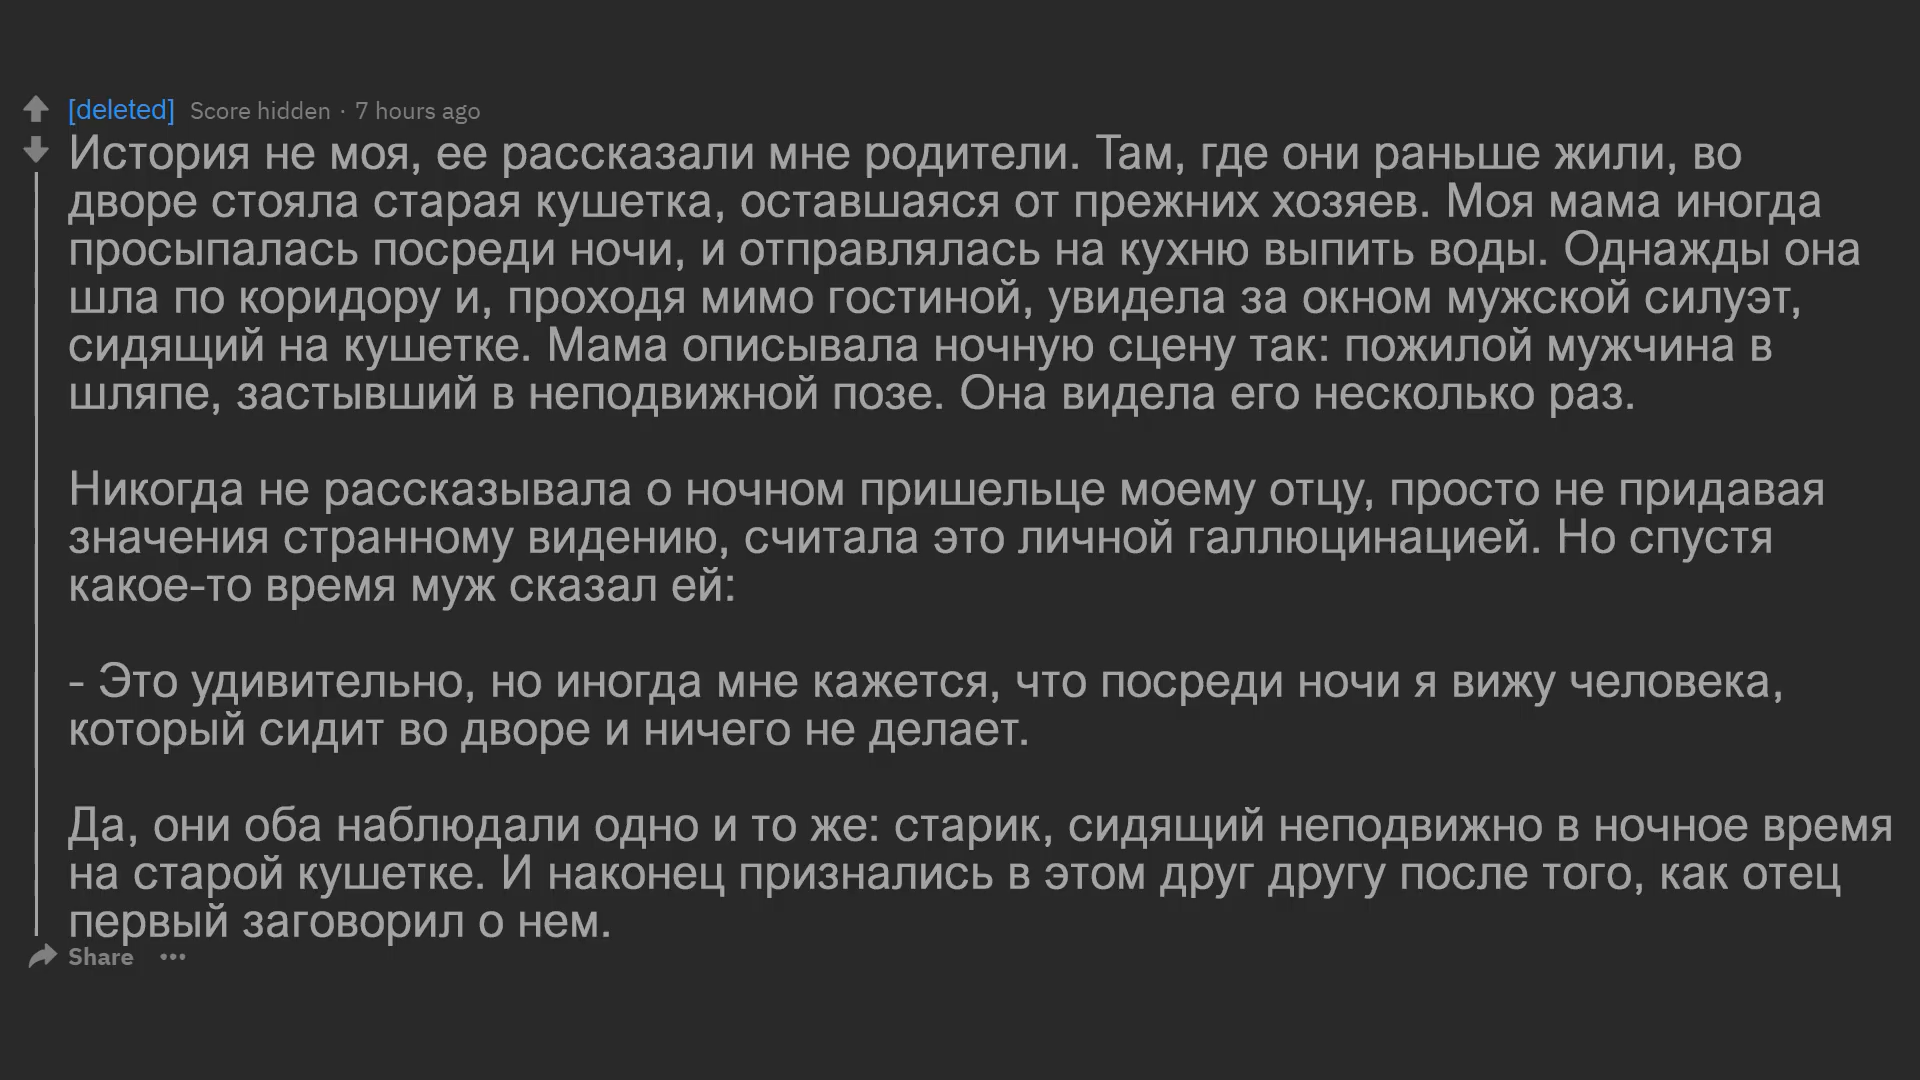 [deleted] Score hidden · 7 hours ago
История не моя, ее рассказали мне родители. Там, где они раньше жили, во
дворе стояла старая кушетка, оставшаяся от прежних хозяев. Моя мама иногда
просыпалась посреди ночи, и отправлялась на кухню выпить воды. Однажды она
шла по коридору и, проходя мимо гостиной, увидела за окном мужской силуэт,
сидящий на кушетке. Мама описывала ночную сцену так: пожилой мужчина в
шляпе, застывший в неподвижной позе. Она видела его несколько раз.
Никогда не рассказывала о ночном пришельце моему отцу, просто не придавая
значения странному видению, считала это личной галлюцинацией. Но спустя
какое-то время муж сказал ей:
- Это удивительно, но иногда мне кажется, что посреди ночи я вижу человека,
который сидит во дворе и ничего не делает.
Да, они оба наблюдали одно и то же: старик, сидящий неподвижно в ночное время
на старой кушетке. И наконец признались в этом друг другу после того, как отец
первый заговорил о нем.
Share ···